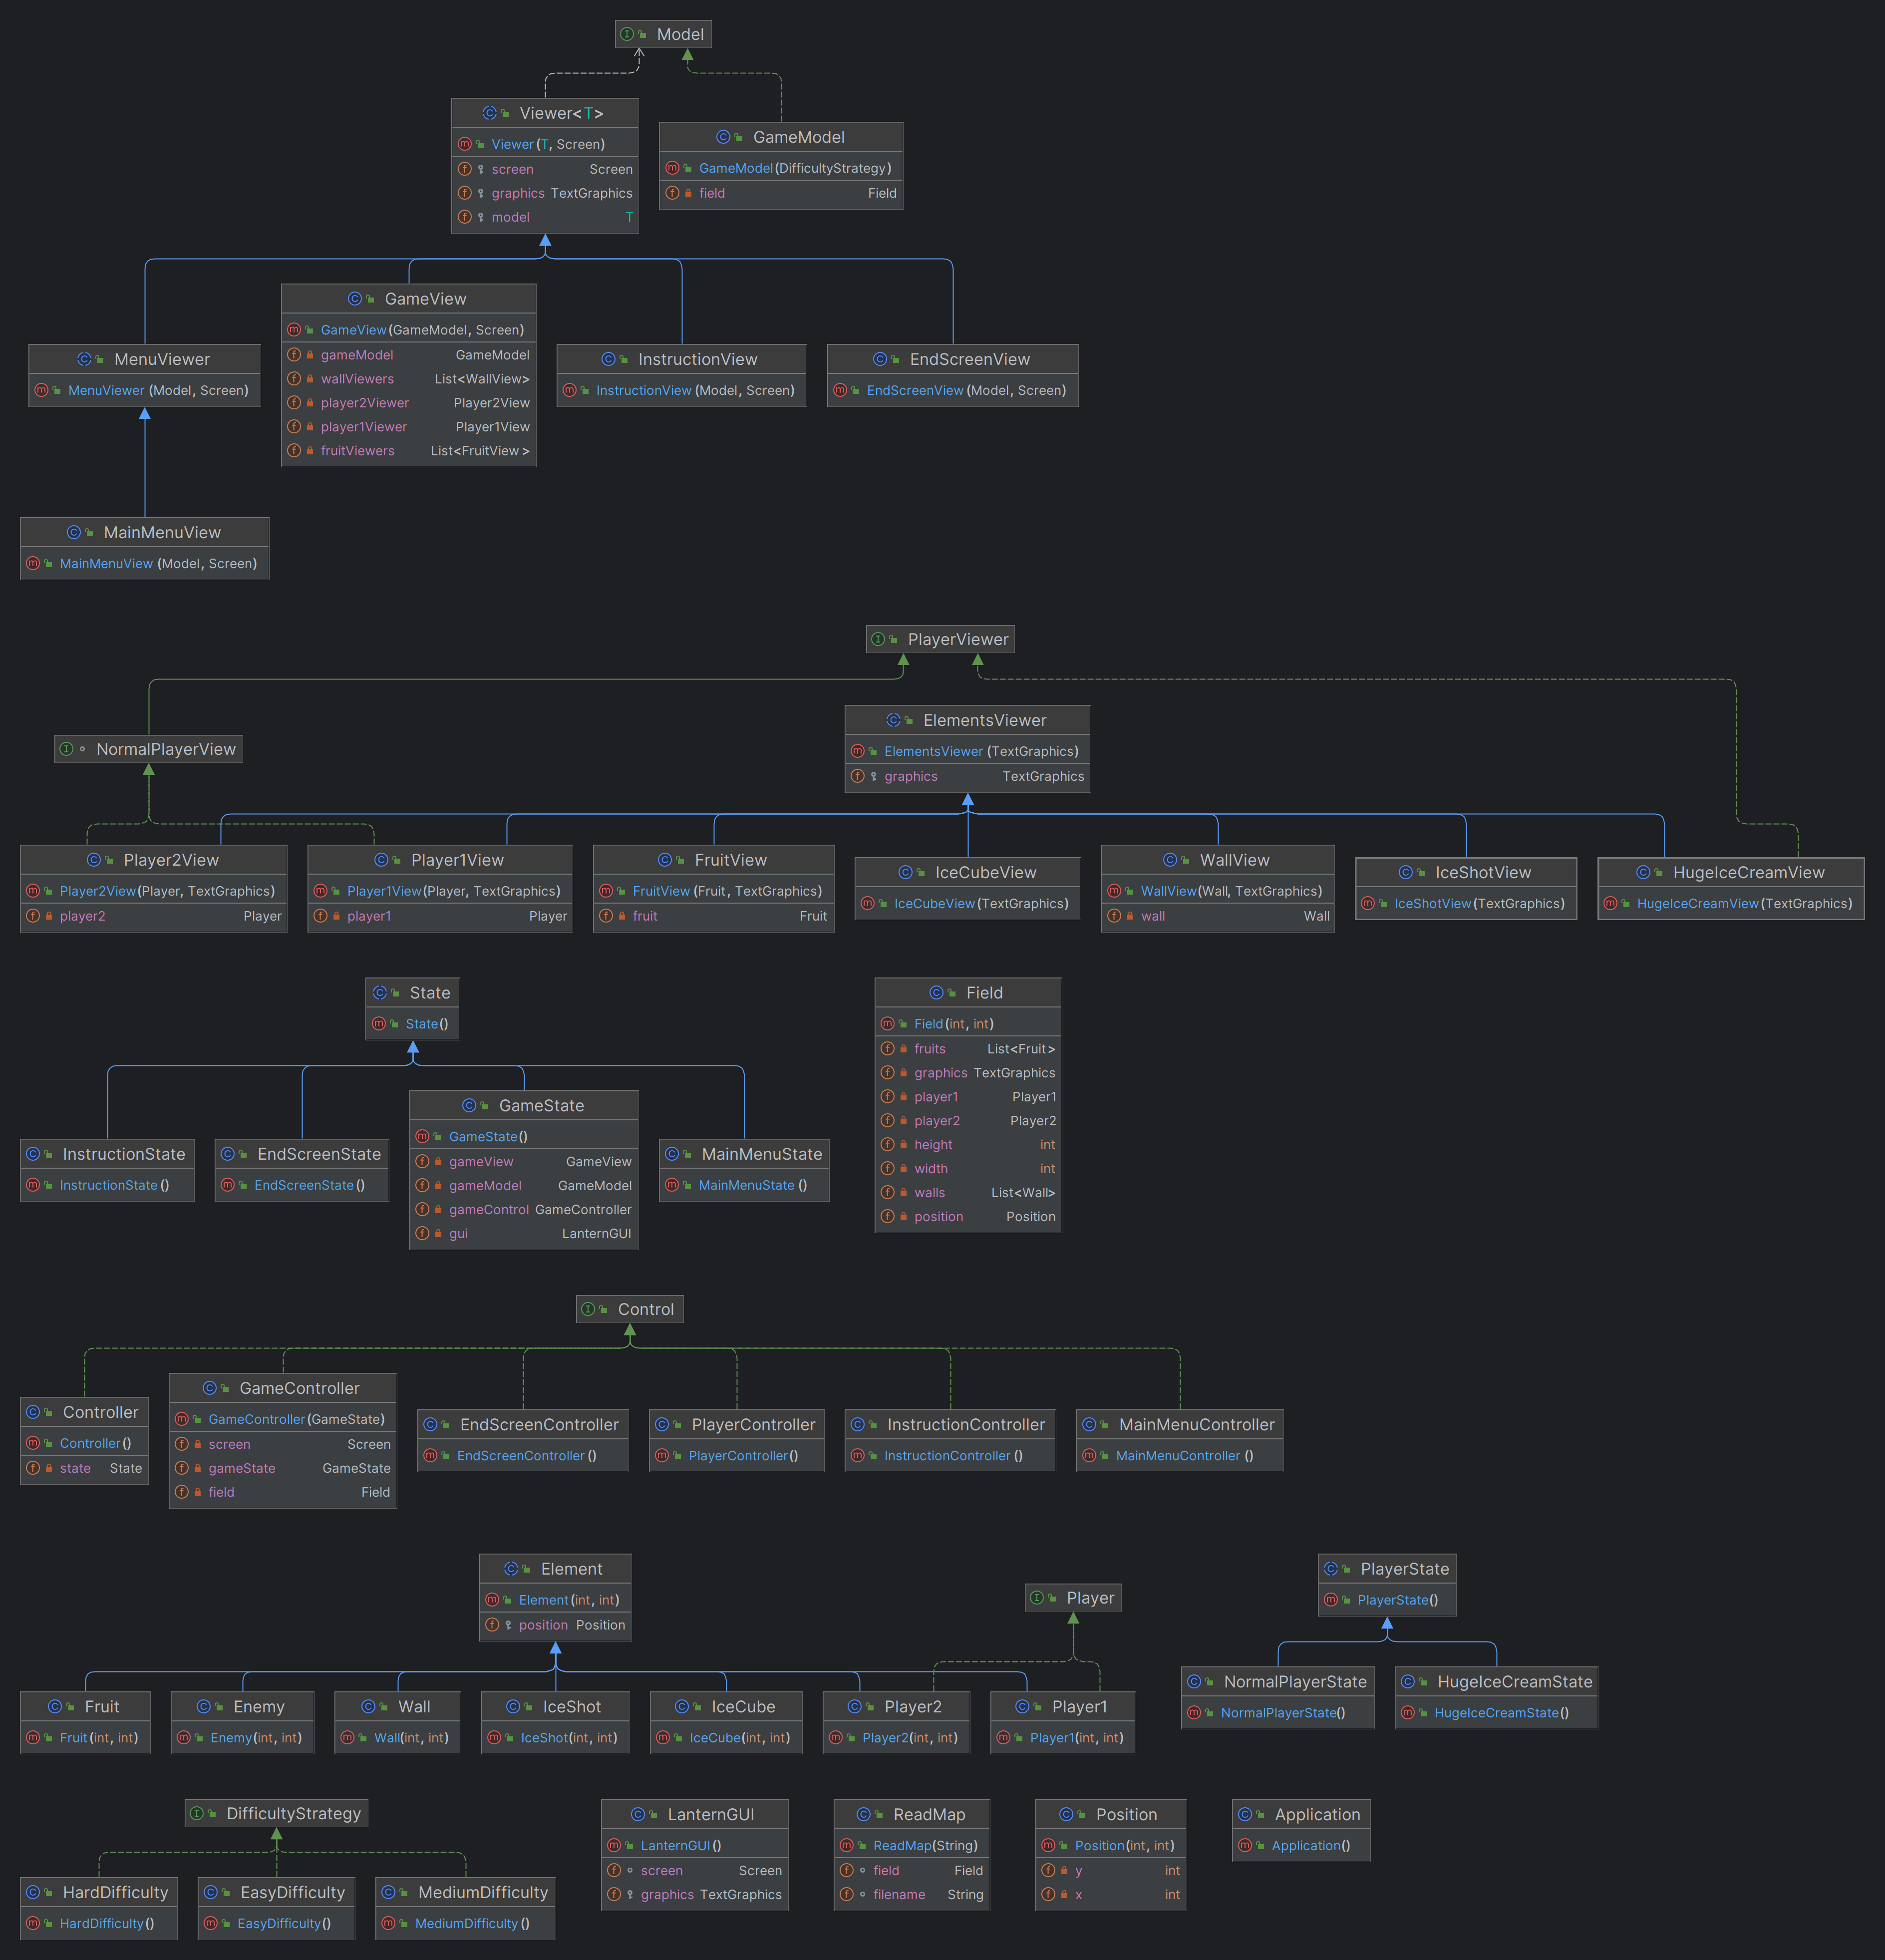 Model
Viewer<T>
Viewer(T, Screen)
screen Screen
graphics TextGraphics
model T
GameModel
GameModel(DifficultyStrategy)
field Field
MenuViewer
MenuViewer (Model, Screen)
GameView
GameView(GameModel, Screen)
gameModel GameModel
wallViewers List<WallView>
player2Viewer Player2View
player1Viewer Player1View
fruitViewers List<FruitView >
InstructionView
InstructionView (Model, Screen)
EndScreenView
EndScreenView (Model, Screen)
MainMenuView
MainMenuView (Model, Screen)
PlayerViewer
NormalPlayerView
ElementsViewer
ElementsViewer (TextGraphics)
graphics TextGraphics
Player2View
Player2View(Player, TextGraphics)
player2 Player
Player1View
Player1View(Player, TextGraphics)
player1 Player
FruitView
FruitView (Fruit, TextGraphics)
fruit Fruit
IceCubeView
IceCubeView(TextGraphics)
WallView
WallView(Wall, TextGraphics)
wall Wall
IceShotView
IceShotView(TextGraphics)
HugeIceCreamView
HugeIceCreamView(TextGraphics)
State
State()
Field
Field(int, int)
fruits List<Fruit>
graphics TextGraphics
player1 Player1
player2 Player2
height int
width int
walls List<Wall>
position Position
InstructionState
InstructionState()
EndScreenState
EndScreenState()
GameState
GameState()
gameView GameView
gameModel GameModel
gameControl GameController
gui LanternGUI
MainMenuState
MainMenuState ()
Control
Controller
Controller()
state State
GameController
GameController(GameState)
screen Screen
gameState GameState
field Field
EndScreenController
EndScreenController ()
PlayerController
PlayerController()
InstructionController
InstructionController ()
MainMenuController
MainMenuController ()
Element
Element(int, int)
position Position
Player
PlayerState
PlayerState()
Fruit
Fruit(int, int)
Enemy
Enemy(int, int)
Wall
Wall(int, int)
IceShot
IceShot(int, int)
IceCube
IceCube(int, int)
Player2
Player2(int, int)
Player1
Player1(int, int)
NormalPlayerState
NormalPlayerState()
HugeIceCreamState
HugeIceCreamState()
DifficultyStrategy
HardDifficulty
HardDifficulty()
EasyDifficulty
EasyDifficulty()
MediumDifficulty
MediumDifficulty ()
LanternGUI
LanternGUI()
screen Screen
graphics TextGraphics
ReadMap
ReadMap(String)
field Field
filename String
Position
Position(int, int)
y int
x int
Application
Application()